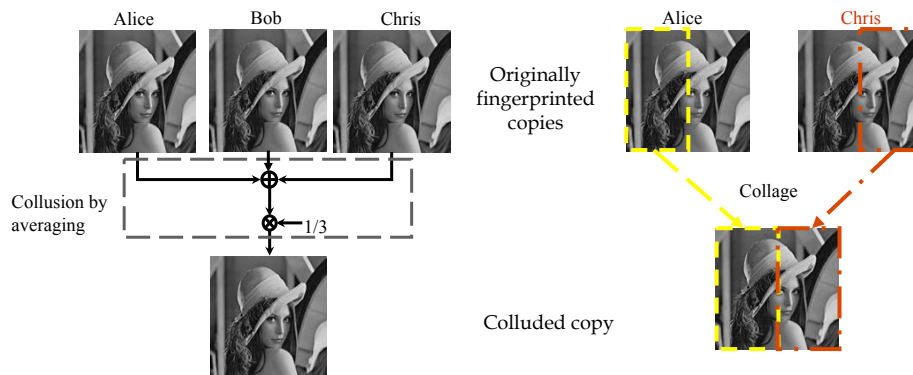 Alice
Bob
Chris
Collusion by
averaging
1/3
Originally
fingerprinted
copies
Alice
Chris
Collage
Colluded copy